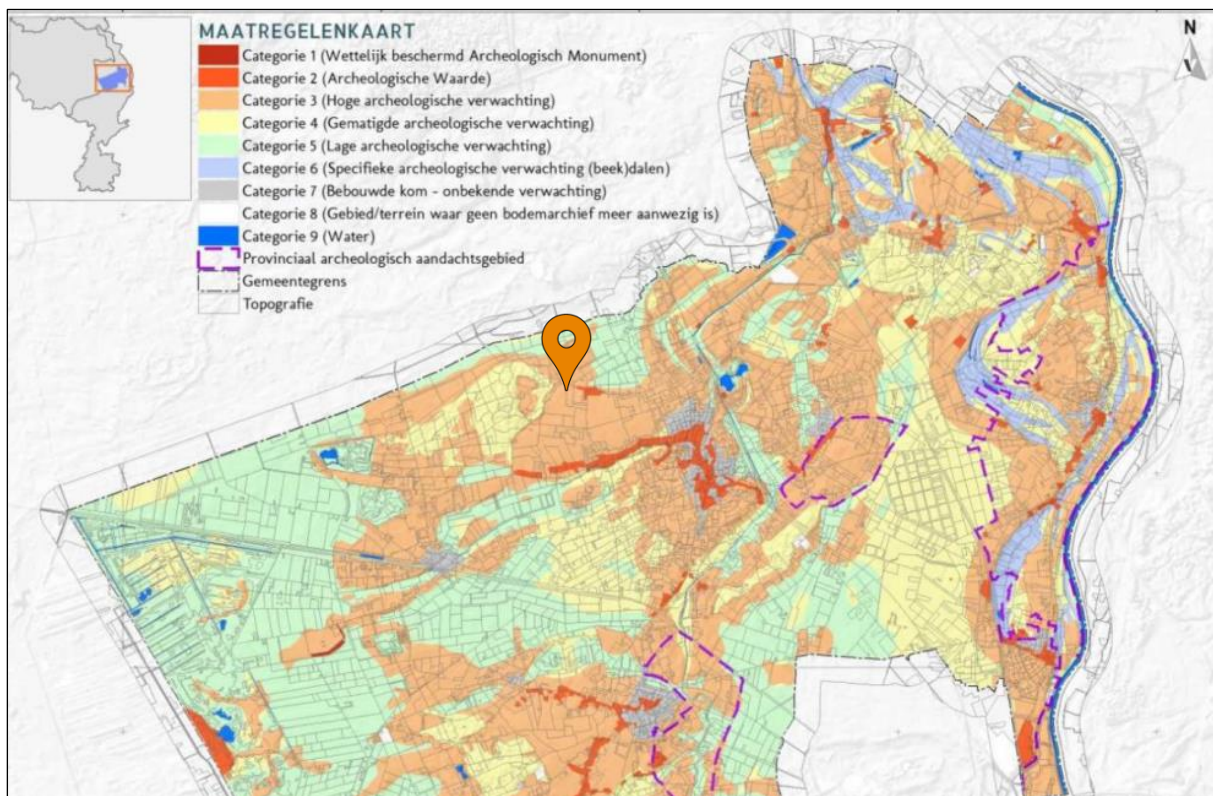 MAATREGELENKAART
Categorie 1 (Wettelijk beschermd Archeologisch Monument)
Categorie 2 (Archeologische Waarde)
Categorie 3 (Hoge archeologische verwachting)
Categorie 4 (Gematigde archeologische verwachting)
Categorie 5 (Lage archeologische verwachting)
Categorie 6 (Specifieke archeologische verwachting (beek)dalen)
Categorie 7 (Bebouwde kom - onbekende verwachting)
Categorie 8 (Gebied/terrein waar geen bodemarchief meer aanwezig is)
Categorie 9 (Water)
Provinciaal archeologisch aandachtsgebied
Gemeentegrens
Topografie
N